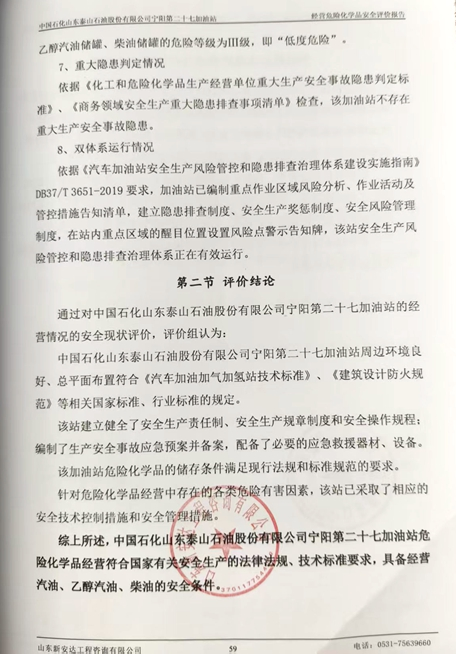 中国石化山东泰山石油股份有限公司宁阳第二十七加油站 经营危险化学品安全评价报告
乙醇汽油储罐、柴油储罐的危险等级为Ⅲ级，即“低度危险”。
7、重大隐患判定情况
依据《化工和危险化学品生产经营单位重大生产安全事故隐患判定标
准》、《商务领域安全生产重大隐患排查事项清单》检查，该加油站不存在
重大生产安全事故隐患。
8、双体系运行情况
依据《汽车加油站安全生产风险管控和隐患排查治理体系建设实施指南》
DB37/T 3651-2019 要求，加油站已编制重点作业区域风险分析、作业活动及
管控措施告知清单，建立隐患排查制度、安全生产奖惩制度、安全风险管理
制度，在站内重点区域的醒目位置设置风险点警示告知牌，该站安全生产风
险管控和隐患排查治理体系正在有效运行。
第二节 评价结论
通过对中国石化山东泰山石油股份有限公司宁阳第二十七加油站的经
营情况的安全现状评价，评价组认为：
中国石化山东泰山石油股份有限公司宁阳第二十七加油站周边环境良
好、总平面布置符合《汽车加油加气加氢站技术标准》、《建筑设计防火规
范》等相关国家标准、行业标准的规定。
该站建立健全了安全生产责任制、安全生产规章制度和安全操作规程；
编制了生产安全事故应急预案并备案，配备了必要的应急救援器材、设备。
该加油站危险化学品的储存条件满足现行法规和标准规范的要求。
针对危险化学品经营中存在的各类危险有害因素，该站已采取了相应的
安全技术控制措施和安全管理措施。
综上所述，中国石化山东泰山石油股份有限公司宁阳第二十七加油站危
险化学品经营符合国家有关安全生产的法律法规、技术标准要求，具备经营
汽油、乙醇汽油、柴油的安全条件。
山东新安达工程咨询有限公司 59 电话：0531-75639660